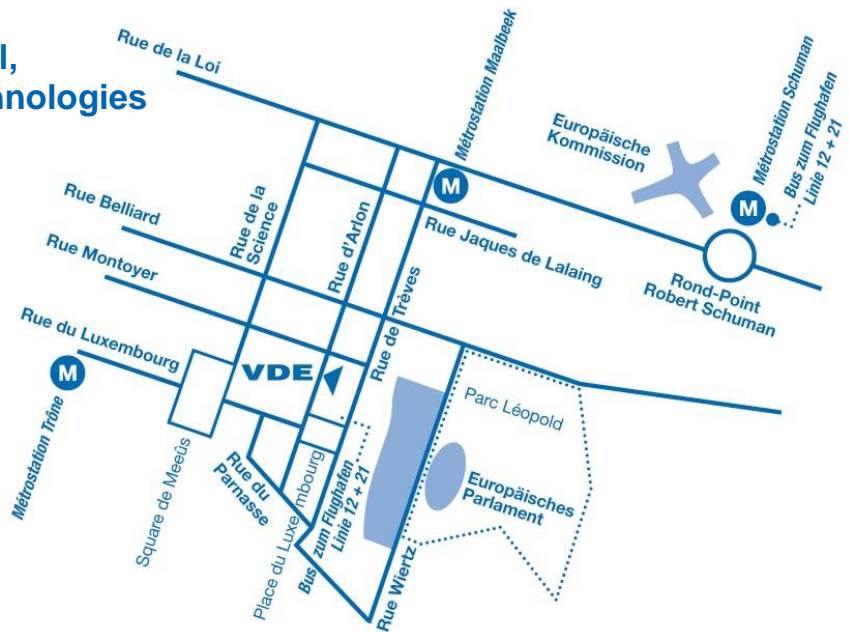 l,
hnologies
Rue de la Loi
Métrostation Maalbeek
Métrostation Schuman
Bus zum Flughafen
Linie 12 + 21
Europäische
Kommission
M
M
Rue Belliard
Rue de la
Science
Rue d'Arlon
Rue Jaques de Lalaing
Rue Montoyer
Rue de Trèves
Rond-Point
Robert Schuman
Rue du Luxembourg
M
VDE
Parc Léopold
Métrostation Trône
Square de Meeûs
Rue du
Parnasse
Place du Luxembourg
Bus zum Flughafen
Linie 12 + 21
Europäisches
Parlament
Rue Wiertz